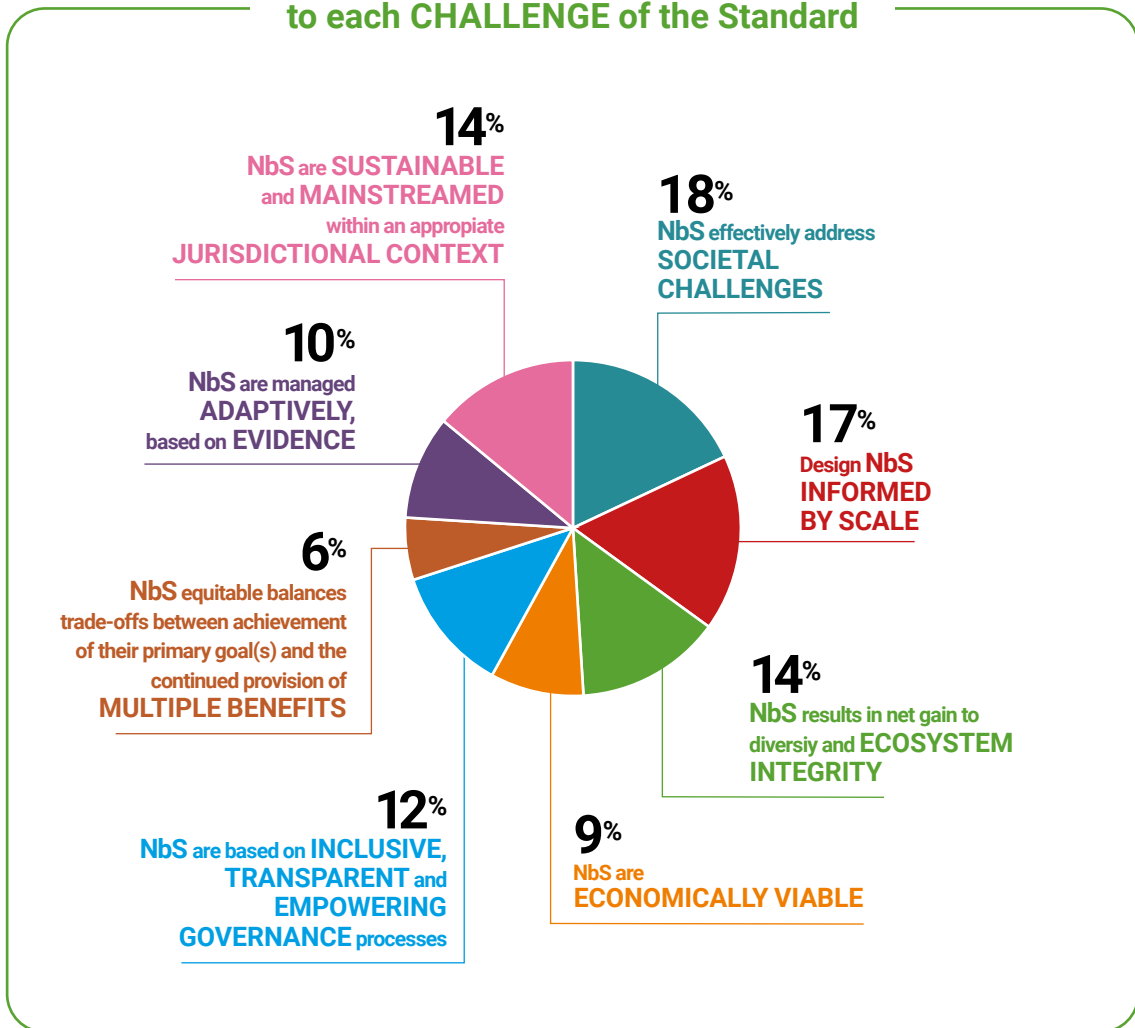 to each CHALLENGE of the Standard
14%
NbS are SUSTAINABLE
and MAINSTREAMED
within an appropiate
JURISDICTIONAL CONTEXT
18%
NbS effectively address
SOCIETAL
CHALLENGES
10%
NbS are managed
ADAPTIVELY,
based on EVIDENCE
17%
Design NbS
INFORMED
BY SCALE
6%
NbS equitable balances
trade-offs between achievement
of their primary goal(s) and the
continued provision of
MULTIPLE BENEFITS
14%
NbS results in net gain to
diversiy and ECOSYSTEM
INTEGRITY
12%
NbS are based on INCLUSIVE,
TRANSPARENT and
EMPOWERING
GOVERNANCE processes
9%
NbS are
ECONOMICALLY VIABLE